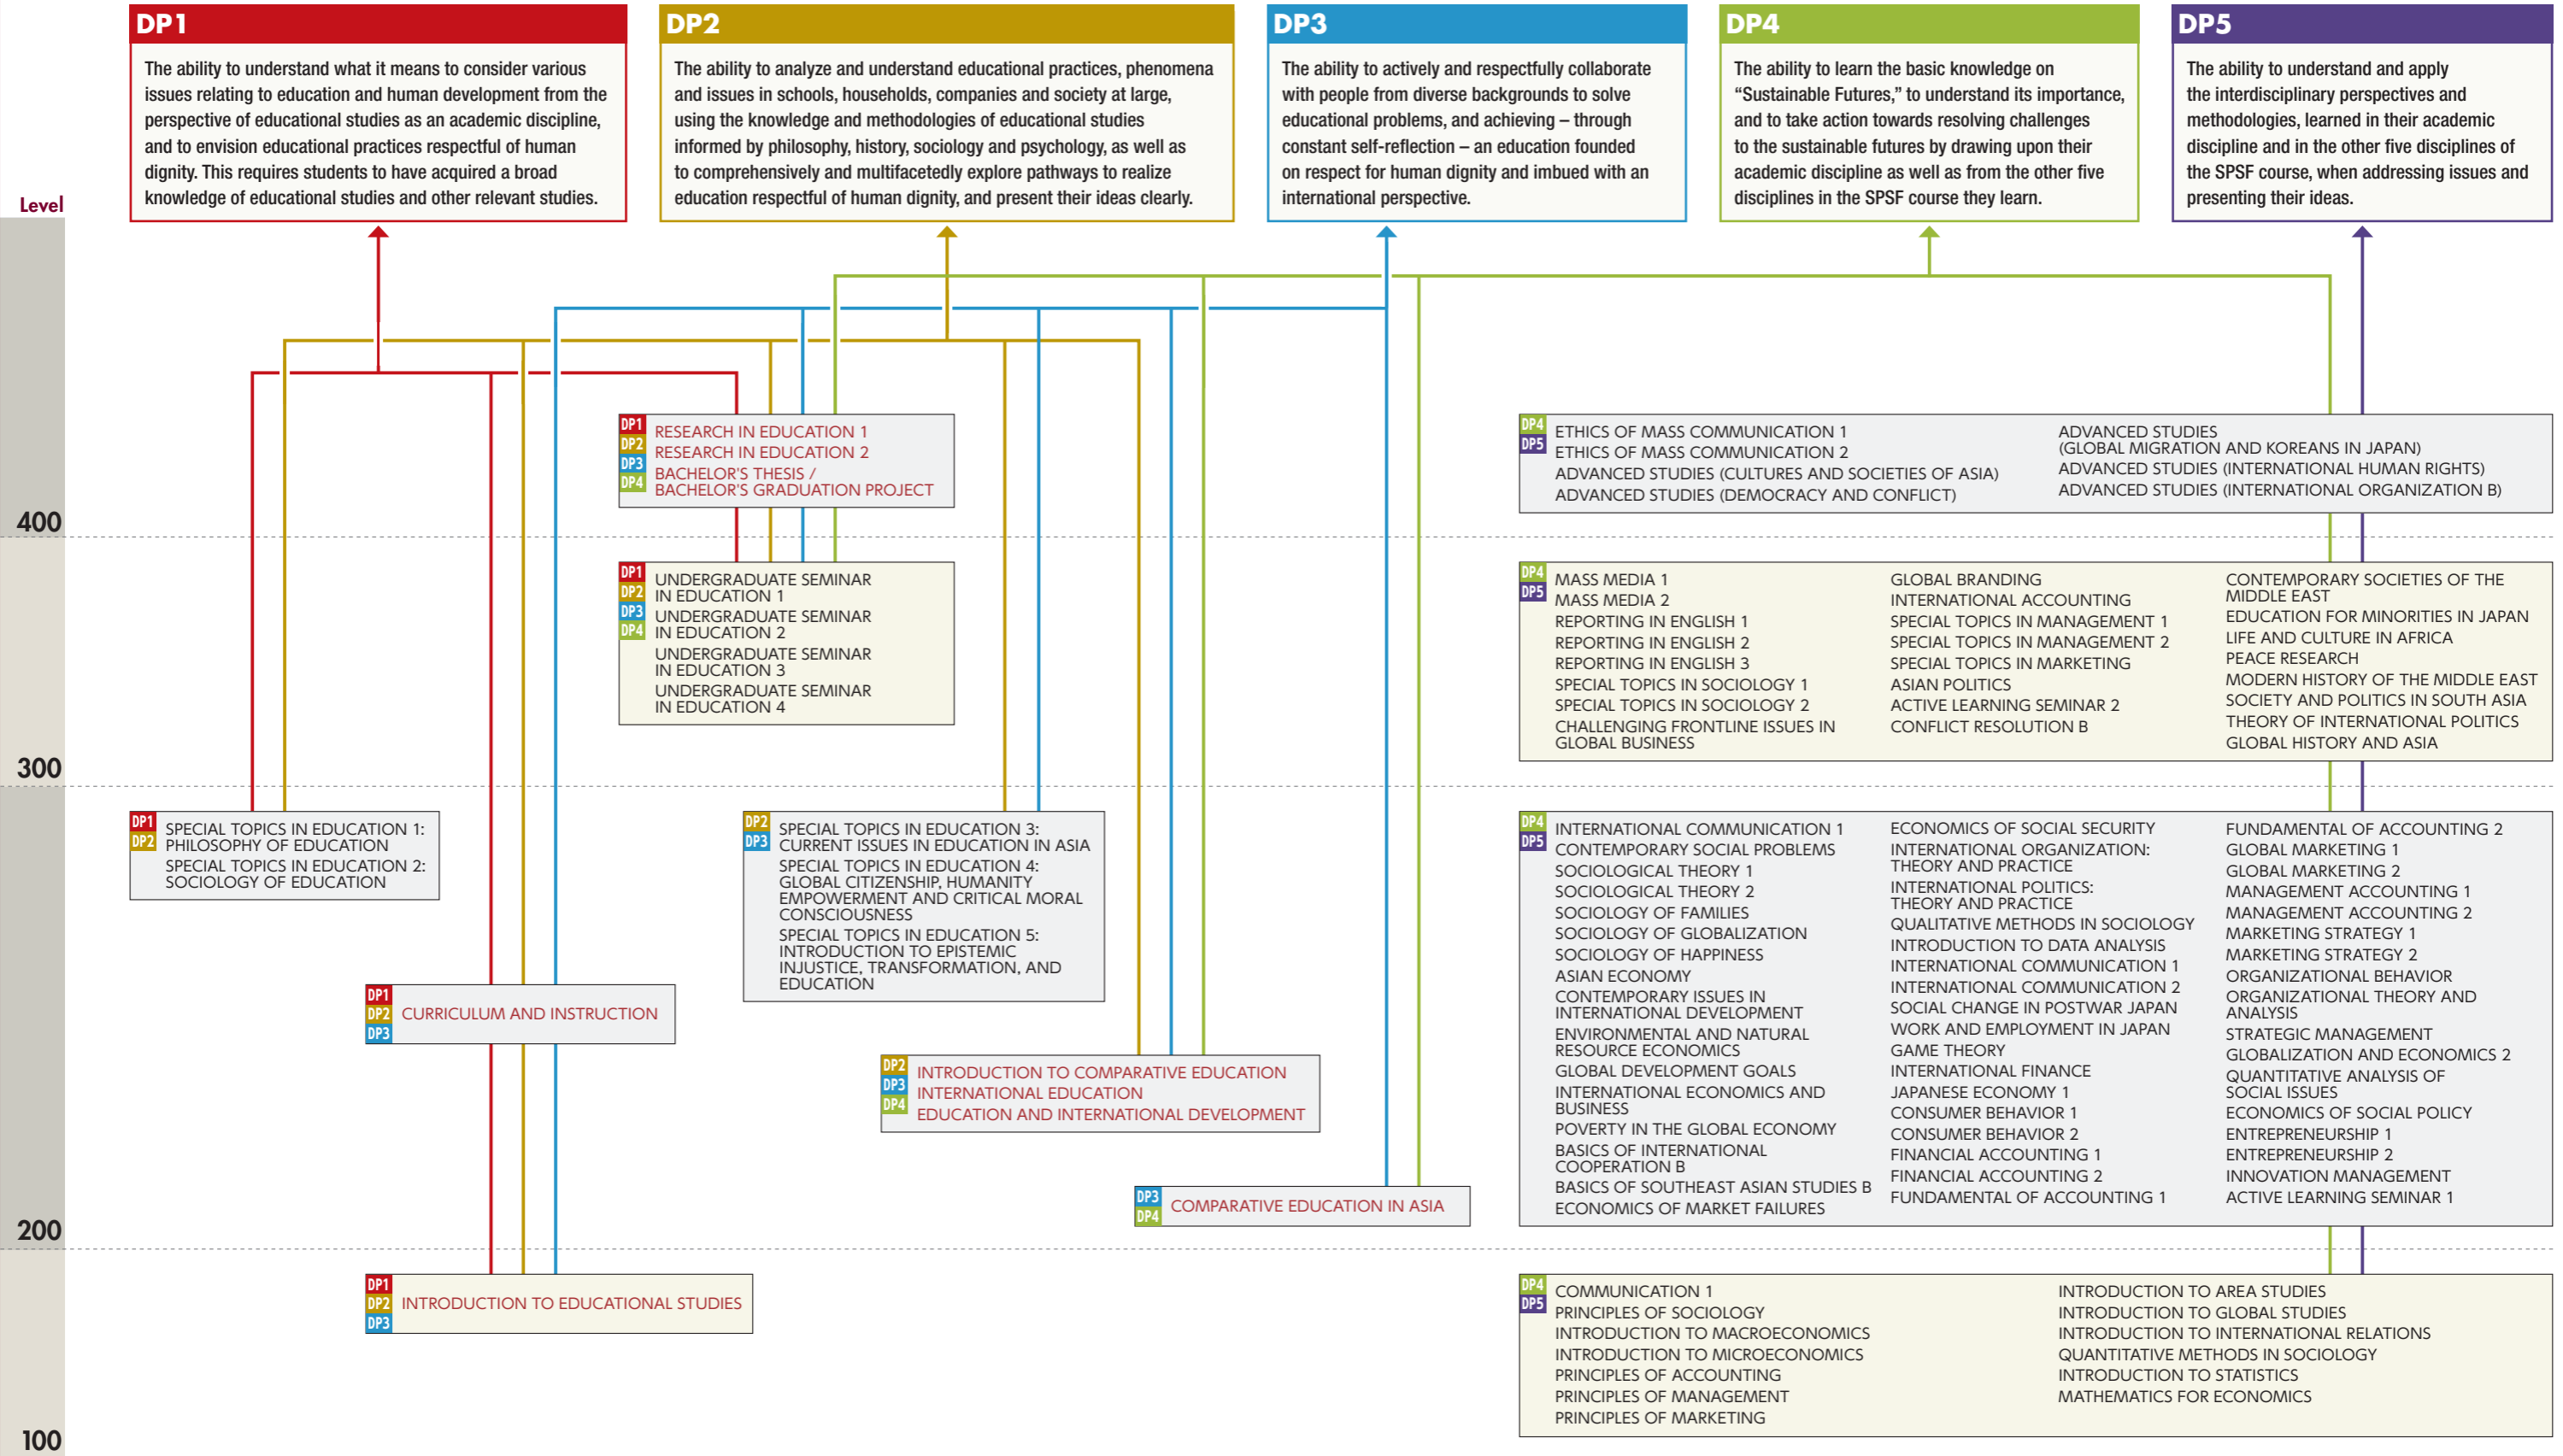 DP1
The ability to understand what it means to consider various
issues relating to education and human development from the
perspective of educational studies as an academic discipline,
and to envision educational practices respectful of human
dignity. This requires students to have acquired a broad
knowledge of educational studies and other relevant studies.
DP2
The ability to analyze and understand educational practices, phenomena
and issues in schools, households, companies and society at large,
using the knowledge and methodologies of educational studies
informed by philosophy, history, sociology and psychology, as well as
to comprehensively and multifacetedly explore pathways to realize
education respectful of human dignity, and present their ideas clearly.
DP3
The ability to actively and respectfully collaborate
with people from diverse backgrounds to solve
educational problems, and achieving – through
constant self-reflection – an education founded
on respect for human dignity and imbued with an
international perspective.
DP4
The ability to learn the basic knowledge on
“Sustainable Futures,” to understand its importance,
and to take action towards resolving challenges
to the sustainable futures by drawing upon their
academic discipline as well as from the other five
disciplines in the SPSF course they learn.
DP5
The ability to understand and apply
the interdisciplinary perspectives and
methodologies, learned in their academic
discipline and in the other five disciplines of
the SPSF course, when addressing issues and
presenting their ideas.
Level
DP1
DP2
DP3
DP4
RESEARCH IN EDUCATION 1
RESEARCH IN EDUCATION 2
BACHELOR'S THESIS /
BACHELOR'S GRADUATION PROJECT
DP4
DP5
ETHICS OF MASS COMMUNICATION 1
ETHICS OF MASS COMMUNICATION 2
ADVANCED STUDIES (CULTURES AND SOCIETIES OF ASIA)
ADVANCED STUDIES (DEMOCRACY AND CONFLICT)
ADVANCED STUDIES
(GLOBAL MIGRATION AND KOREANS IN JAPAN)
ADVANCED STUDIES (INTERNATIONAL HUMAN RIGHTS)
ADVANCED STUDIES (INTERNATIONAL ORGANIZATION B)
400
DP1
DP2
DP3
DP4
UNDERGRADUATE SEMINAR
IN EDUCATION 1
UNDERGRADUATE SEMINAR
IN EDUCATION 2
UNDERGRADUATE SEMINAR
IN EDUCATION 3
UNDERGRADUATE SEMINAR
IN EDUCATION 4
DP4
DP5
MASS MEDIA 1
MASS MEDIA 2
REPORTING IN ENGLISH 1
REPORTING IN ENGLISH 2
REPORTING IN ENGLISH 3
SPECIAL TOPICS IN SOCIOLOGY 1
SPECIAL TOPICS IN SOCIOLOGY 2
CHALLENGING FRONTLINE ISSUES IN
GLOBAL BUSINESS
GLOBAL BRANDING
INTERNATIONAL ACCOUNTING
SPECIAL TOPICS IN MANAGEMENT 1
SPECIAL TOPICS IN MANAGEMENT 2
SPECIAL TOPICS IN MARKETING
ASIAN POLITICS
ACTIVE LEARNING SEMINAR 2
CONFLICT RESOLUTION B
CONTEMPORARY SOCIETIES OF THE
MIDDLE EAST
EDUCATION FOR MINORITIES IN JAPAN
LIFE AND CULTURE IN AFRICA
PEACE RESEARCH
MODERN HISTORY OF THE MIDDLE EAST
SOCIETY AND POLITICS IN SOUTH ASIA
THEORY OF INTERNATIONAL POLITICS
GLOBAL HISTORY AND ASIA
300
DP1
DP2
SPECIAL TOPICS IN EDUCATION 1:
PHILOSOPHY OF EDUCATION
SPECIAL TOPICS IN EDUCATION 2:
SOCIOLOGY OF EDUCATION
DP2
DP3
SPECIAL TOPICS IN EDUCATION 3:
CURRENT ISSUES IN EDUCATION IN ASIA
SPECIAL TOPICS IN EDUCATION 4:
GLOBAL CITIZENSHIP, HUMANITY
EMPOWERMENT AND CRITICAL MORAL
CONSCIOUSNESS
SPECIAL TOPICS IN EDUCATION 5:
INTRODUCTION TO EPISTEMIC
INJUSTICE, TRANSFORMATION, AND
EDUCATION
DP1
DP2
DP3
CURRICULUM AND INSTRUCTION
DP2
DP3
DP4
INTRODUCTION TO COMPARATIVE EDUCATION
INTERNATIONAL EDUCATION
EDUCATION AND INTERNATIONAL DEVELOPMENT
DP3
DP4
COMPARATIVE EDUCATION IN ASIA
DP4
DP5
INTERNATIONAL COMMUNICATION 1
CONTEMPORARY SOCIAL PROBLEMS
SOCIOLOGICAL THEORY 1
SOCIOLOGICAL THEORY 2
SOCIOLOGY OF FAMILIES
SOCIOLOGY OF GLOBALIZATION
SOCIOLOGY OF HAPPINESS
ASIAN ECONOMY
CONTEMPORARY ISSUES IN
INTERNATIONAL DEVELOPMENT
ENVIRONMENTAL AND NATURAL
RESOURCE ECONOMICS
GLOBAL DEVELOPMENT GOALS
INTERNATIONAL ECONOMICS AND
BUSINESS
POVERTY IN THE GLOBAL ECONOMY
BASICS OF INTERNATIONAL
COOPERATION B
BASICS OF SOUTHEAST ASIAN STUDIES B
ECONOMICS OF MARKET FAILURES
ECONOMICS OF SOCIAL SECURITY
INTERNATIONAL ORGANIZATION:
THEORY AND PRACTICE
INTERNATIONAL POLITICS:
THEORY AND PRACTICE
QUALITATIVE METHODS IN SOCIOLOGY
INTRODUCTION TO DATA ANALYSIS
INTERNATIONAL COMMUNICATION 1
INTERNATIONAL COMMUNICATION 2
SOCIAL CHANGE IN POSTWAR JAPAN
WORK AND EMPLOYMENT IN JAPAN
GAME THEORY
INTERNATIONAL FINANCE
JAPANESE ECONOMY 1
CONSUMER BEHAVIOR 1
CONSUMER BEHAVIOR 2
FINANCIAL ACCOUNTING 1
FINANCIAL ACCOUNTING 2
FUNDAMENTAL OF ACCOUNTING 1
FUNDAMENTAL OF ACCOUNTING 2
GLOBAL MARKETING 1
GLOBAL MARKETING 2
MANAGEMENT ACCOUNTING 1
MANAGEMENT ACCOUNTING 2
MARKETING STRATEGY 1
MARKETING STRATEGY 2
ORGANIZATIONAL BEHAVIOR
ORGANIZATIONAL THEORY AND
ANALYSIS
STRATEGIC MANAGEMENT
GLOBALIZATION AND ECONOMICS 2
QUANTITATIVE ANALYSIS OF
SOCIAL ISSUES
ECONOMICS OF SOCIAL POLICY
ENTREPRENEURSHIP 1
ENTREPRENEURSHIP 2
INNOVATION MANAGEMENT
ACTIVE LEARNING SEMINAR 1
200
DP1
DP2
DP3
INTRODUCTION TO EDUCATIONAL STUDIES
DP4
DP5
COMMUNICATION 1
PRINCIPLES OF SOCIOLOGY
INTRODUCTION TO MACROECONOMICS
INTRODUCTION TO MICROECONOMICS
PRINCIPLES OF ACCOUNTING
PRINCIPLES OF MANAGEMENT
PRINCIPLES OF MARKETING
INTRODUCTION TO AREA STUDIES
INTRODUCTION TO GLOBAL STUDIES
INTRODUCTION TO INTERNATIONAL RELATIONS
QUANTITATIVE METHODS IN SOCIOLOGY
INTRODUCTION TO STATISTICS
MATHEMATICS FOR ECONOMICS
100